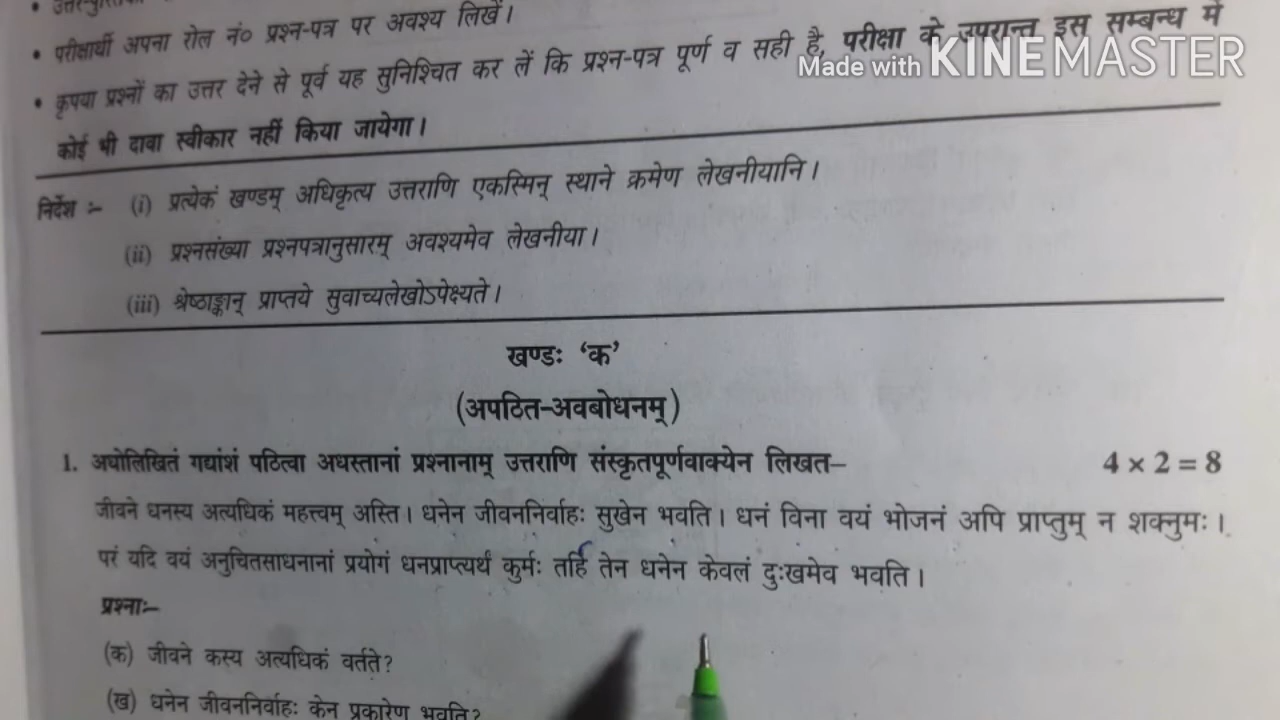 • परीक्षार्थी अपना रोल नं० प्रश्न-पत्र पर अवश्य लिखें।
• कृपया प्रश्नों का उत्तर देने से पूर्व यह सुनिश्चित कर लें कि प्रश्न-पत्र पूर्ण व सही है, परीक्षा के उपरान्त इस सम्बन्ध में
Made with KINEMASTER
कोई भी दावा स्वीकार नहीं किया जायेगा।
निर्देश :- (i) प्रत्येकं खण्डम् अधिकृत्य उत्तराणि एकस्मिन् स्थाने क्रमेण लेखनीयानि।
(ii) प्रश्नसंख्या प्रश्नपत्रानुसारम् अवश्यमेव लेखनीया।
(iii) श्रेष्ठाङ्कान् प्राप्तये सुवाच्यलेखोऽपेक्ष्यते।
खण्डः ‘क’
(अपठित-अवबोधनम्)
1. अधोलिखितं गद्यांशं पठित्वा अधस्तानां प्रश्नानाम् उत्तराणि संस्कृतपूर्णवाक्येन लिखत– 4 × 2 = 8
जीवने धनस्य अत्यधिकं महत्त्वम् अस्ति। धनेन जीवननिर्वाहः सुखेन भवति। धनं विना वयं भोजनं अपि प्राप्तुम् न शक्नुमः।
परं यदि वयं अनुचितसाधनानां प्रयोगं धनप्राप्त्यर्थं कुर्मः तर्हि तेन धनेन केवलं दुःखमेव भवति।
प्रश्नाः–
(क) जीवने कस्य अत्यधिकं वर्तते?
(ख) धनेन जीवननिर्वाहः केन प्रकारेण भवति?